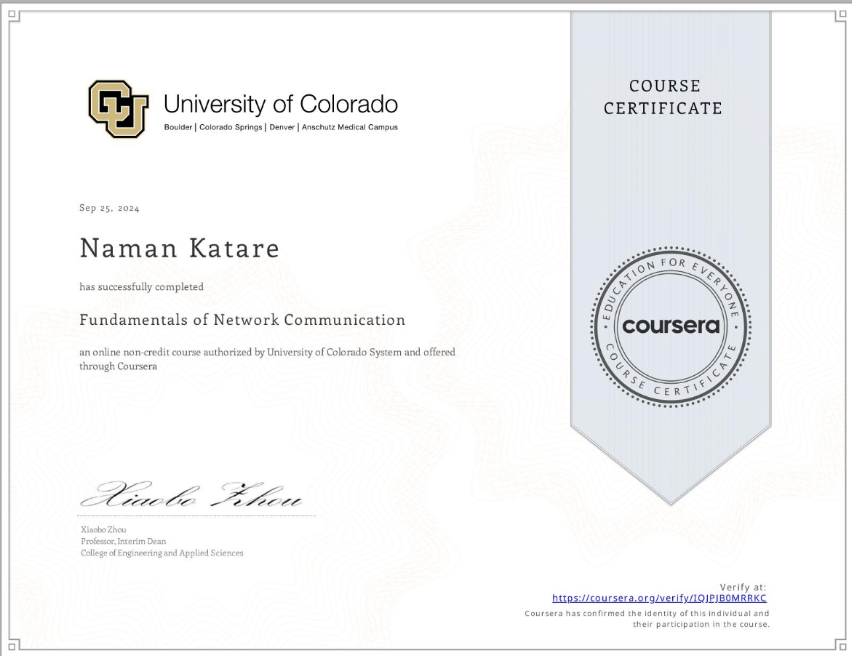 University of Colorado
Boulder | Colorado Springs | Denver | Anschutz Medical Campus
COURSE
CERTIFICATE
Sep 25, 2024
Naman Katare
has successfully completed
Fundamentals of Network Communication
an online non-credit course authorized by University of Colorado System and offered
through Coursera
EDUCATION FOR EVERYONE
coursera
COURSE CERTIFICATE
Xiaobo Zhou
Xiaobo Zhou
Professor, Interim Dean
College of Engineering and Applied Sciences
Verify at:
https://coursera.org/verify/IQJPJB0MRRKC
Coursera has confirmed the identity of this individual and
their participation in the course.